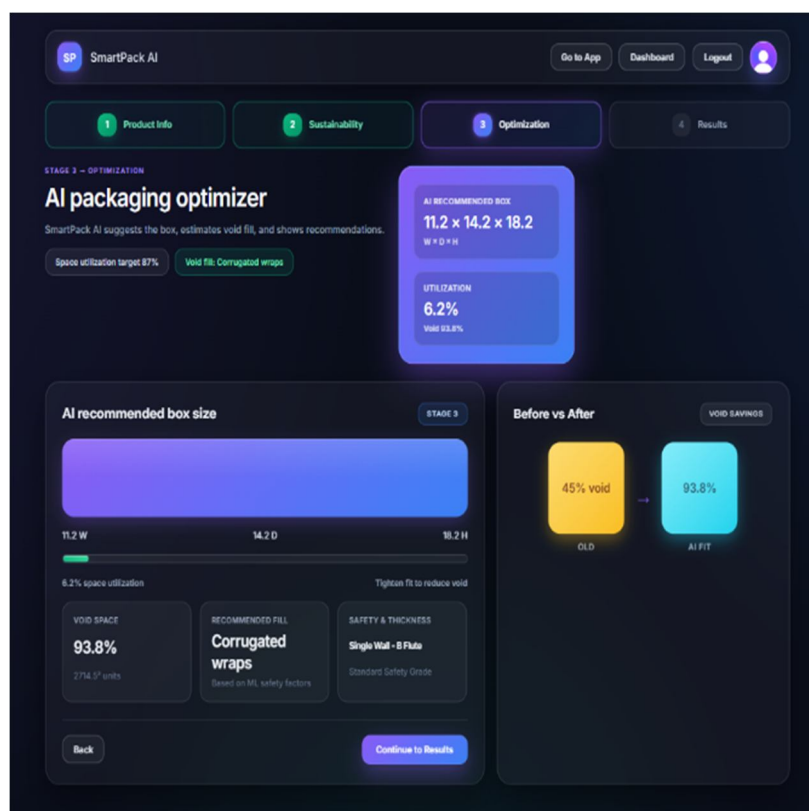 SP SmartPack AI Go to App Dashboard Logout
1 Product Info 2 Sustainability 3 Optimization 4 Results
STAGE 3 → OPTIMIZATION
AI packaging optimizer
SmartPack AI suggests the box, estimates void fill, and shows recommendations.
Space utilization target 87% Void fill: Corrugated wraps
AI RECOMMENDED BOX
11.2 × 14.2 × 18.2
W × D × H
UTILIZATION
6.2%
Void 93.8%
AI recommended box size STAGE 3
11.2 W 14.2 D 18.2 H
6.2% space utilization Tighten fit to reduce void
VOID SPACE
93.8%
2714.5³ units
RECOMMENDED FILL
Corrugated
wraps
Based on ML safety factors
SAFETY & THICKNESS
Single Wall - B Flute
Standard Safety Grade
Back Continue to Results
Before vs After VOID SAVINGS
45% void → 93.8%
OLD AI FIT